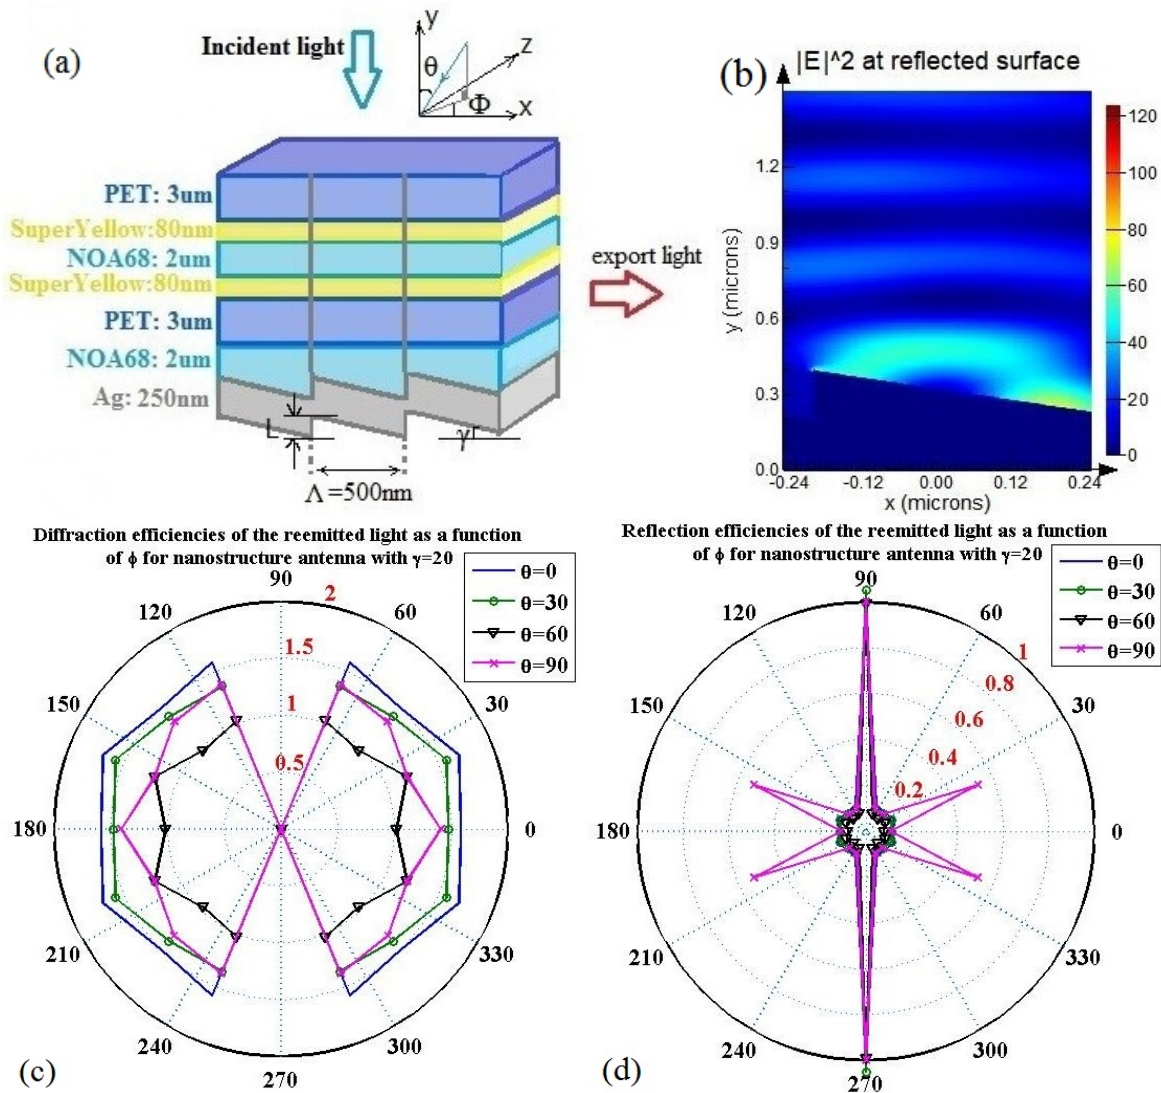 (a)
Incident light
y
z
θ
Φ
x
PET: 3um
SuperYellow:80nm
NOA68: 2um
SuperYellow:80nm
PET: 3um
NOA68: 2um
Ag: 250nm
L
γ
Λ =500nm
export light
(b)
|E|^2 at reflected surface
y (microns)
1.2
0.9
0.6
0.3
0.0
-0.24
-0.12
0.00
0.12
0.24
x (microns)
120
100
80
60
40
20
0
Diffraction efficiencies of the reemitted light as a function
of ϕ for nanostructure antenna with γ=20
θ=0
θ=30
θ=60
θ=90
90
120
60
150
30
180
0
210
330
240
300
270
2
1.5
1
0.5
(c)
Reflection efficiencies of the reemitted light as a function
of ϕ for nanostructure antenna with γ=20
θ=0
θ=30
θ=60
θ=90
90
120
60
150
30
180
0
210
330
240
300
270
1
0.8
0.6
0.4
0.2
(d)